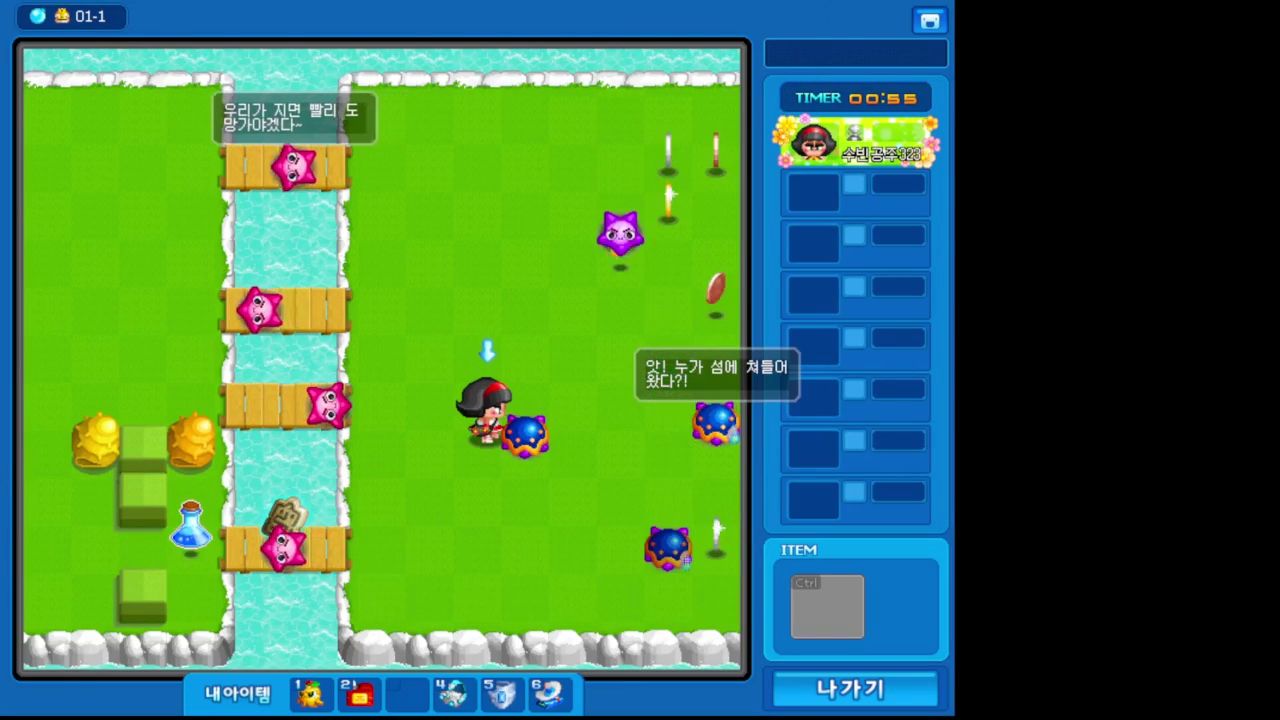 01-1
우리가 지면 빨리 도
망가야겠다~
TIMER 00:55
수빈공주323
앗! 누가 섬에 쳐들어
왔다?!
ITEM
Ctrl
내아이템
1
2
4
5
6
나가기